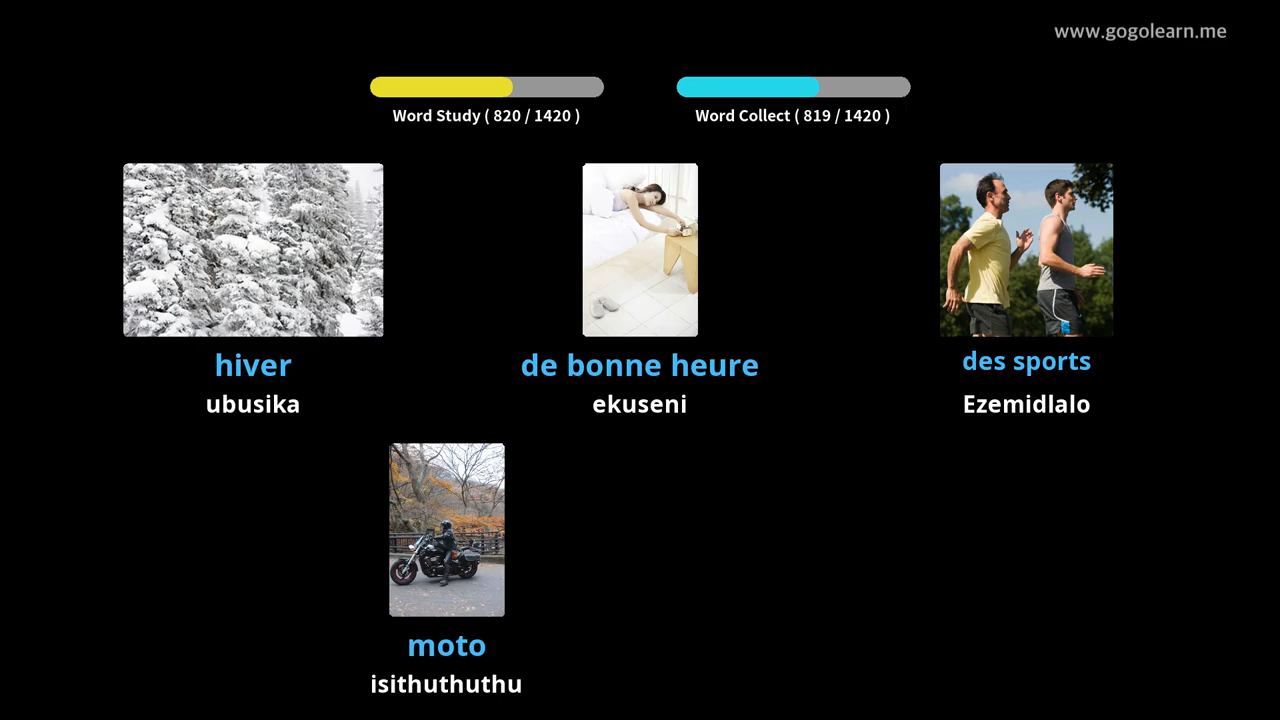 www.gogolearn.me
Word Study ( 820 / 1420 )
Word Collect ( 819 / 1420 )
hiver
ubusika
de bonne heure
ekuseni
des sports
Ezemidlalo
moto
isithuthuthu